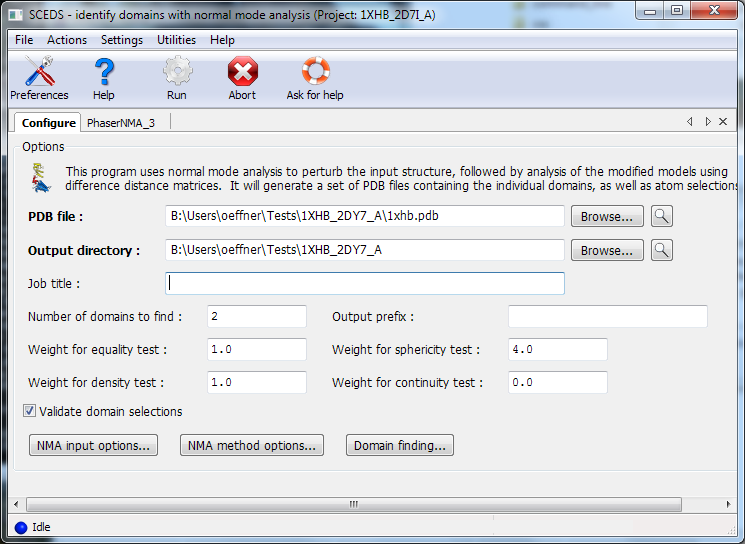 SCEDS - identify domains with normal mode analysis (Project: 1XHB_2D7I_A)
File Actions Settings Utilities Help
Preferences Help Run Abort Ask for help
Configure PhaserNMA_3
Options
This program uses normal mode analysis to perturb the input structure, followed by analysis of the modified models using
difference distance matrices. It will generate a set of PDB files containing the individual domains, as well as atom selections
PDB file : B:\Users\oeffner\Tests\1XHB_2DY7_A\1xhb.pdb Browse...
Output directory : B:\Users\oeffner\Tests\1XHB_2DY7_A Browse...
Job title :
Number of domains to find : 2 Output prefix :
Weight for equality test : 1.0 Weight for sphericity test : 4.0
Weight for density test : 1.0 Weight for continuity test : 0.0
Validate domain selections
NMA input options... NMA method options... Domain finding...
Idle